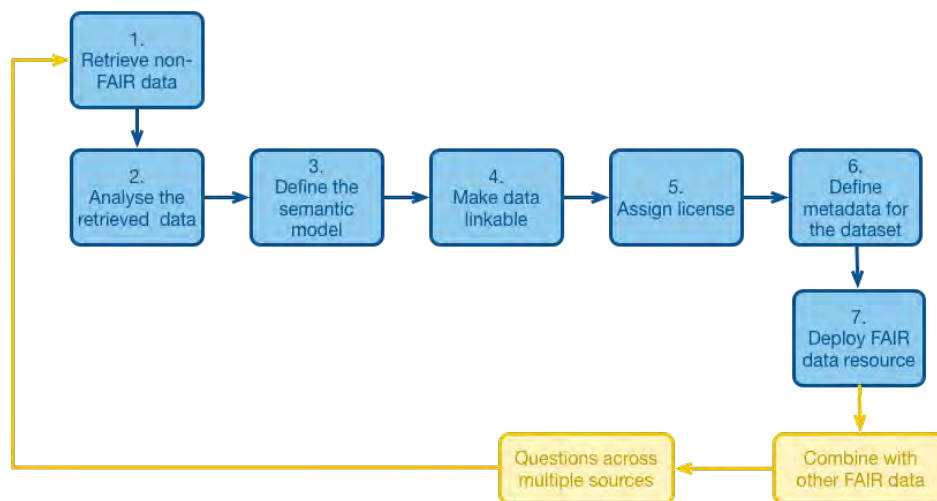 1.
Retrieve non-
FAIR data
2.
Analyse the
retrieved data
3.
Define the
semantic
model
4.
Make data
linkable
5.
Assign license
6.
Define
metadata for
the dataset
7.
Deploy FAIR
data resource
Combine with
other FAIR data
Questions across
multiple sources